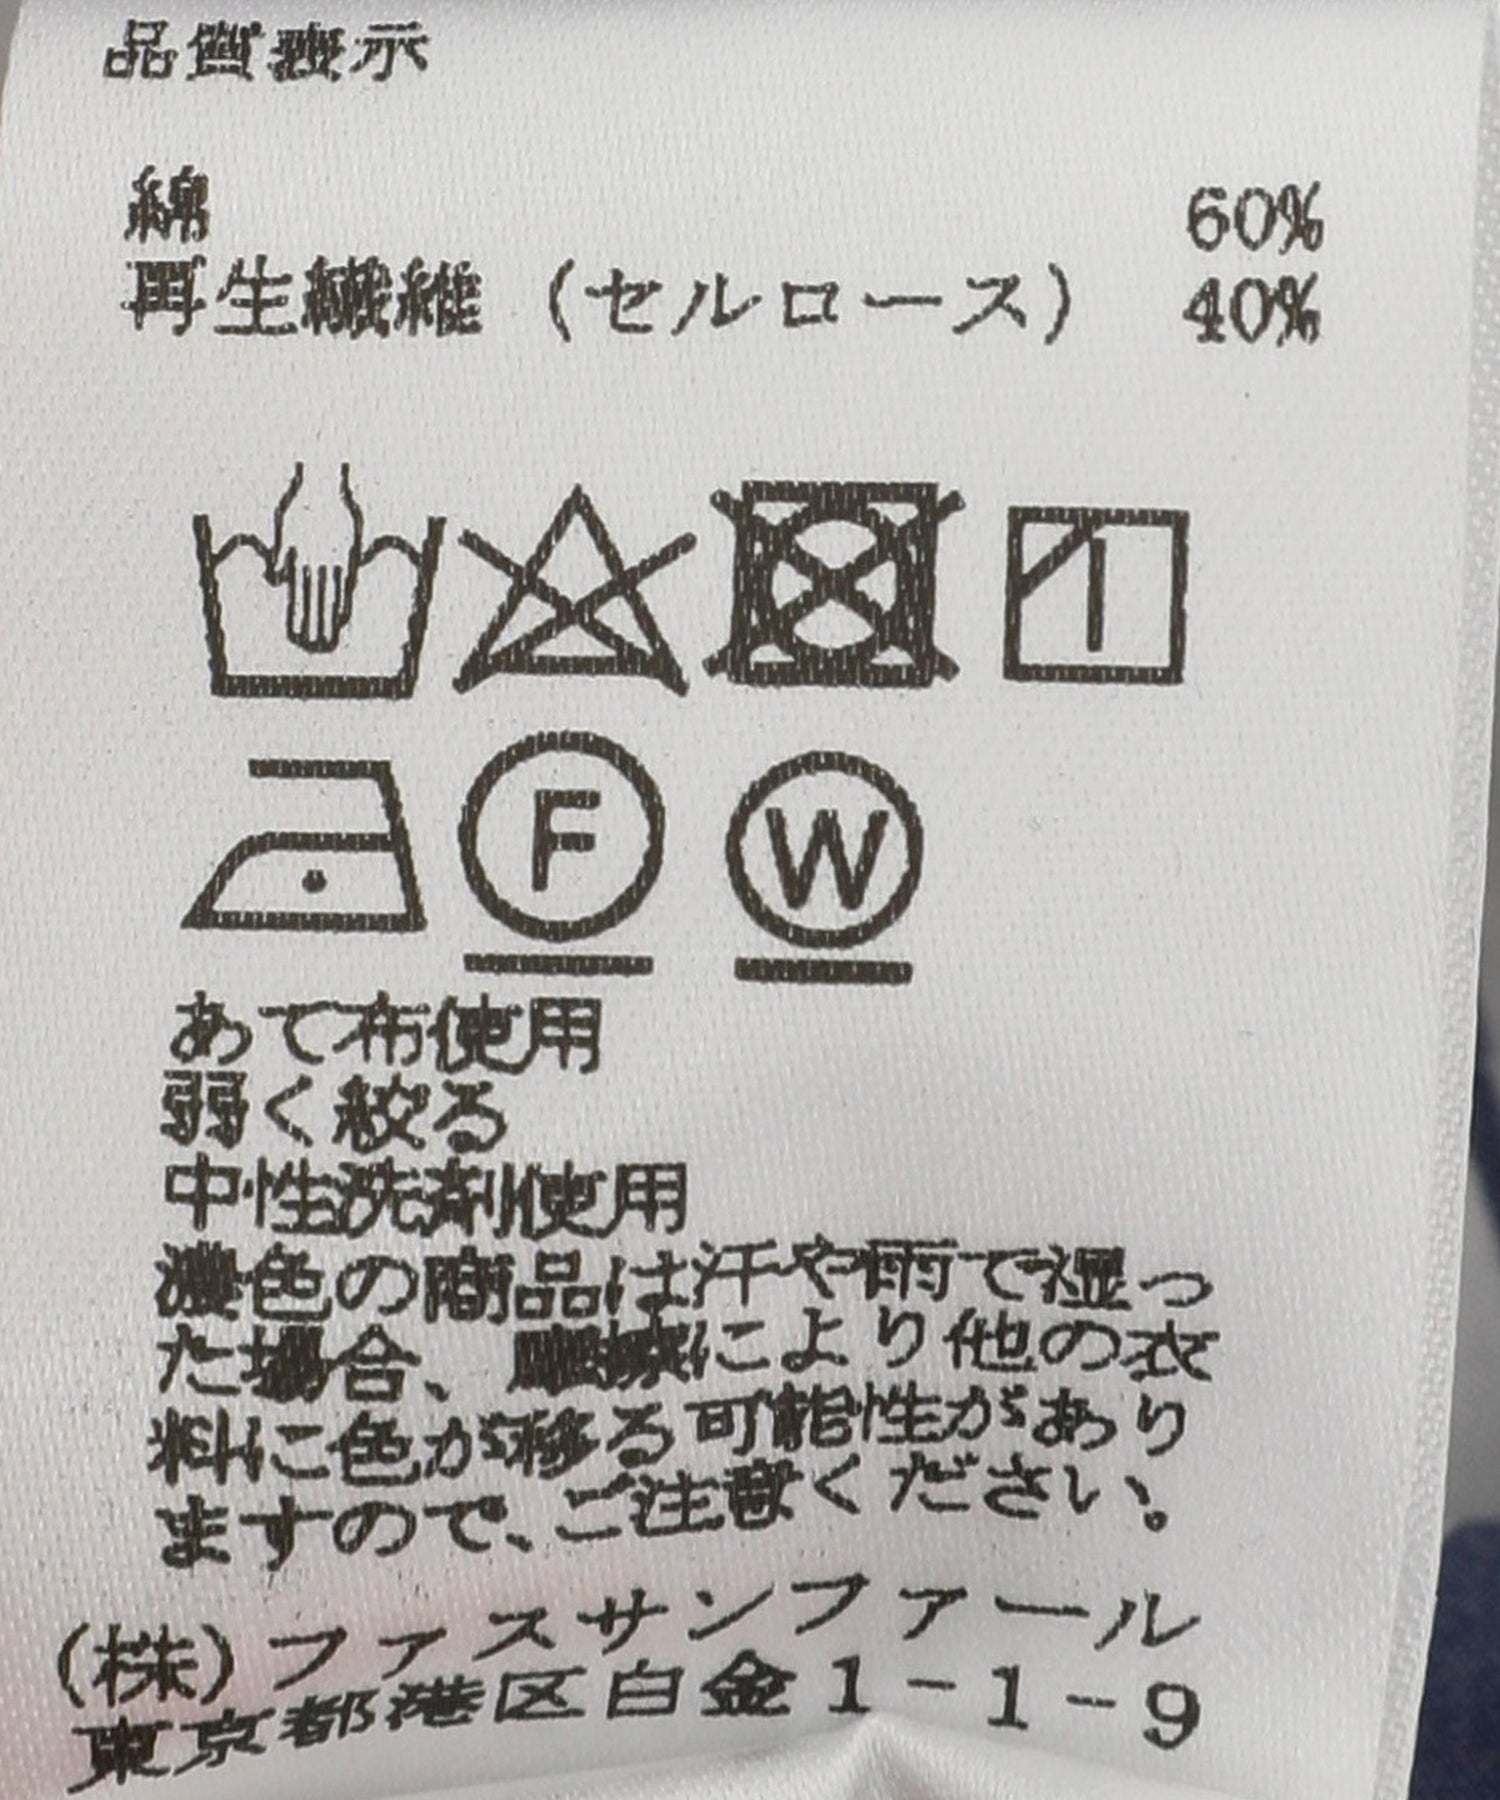 品質表示
綿 60%
再生繊維（セルロース） 40%
F W
あて布使用
弱く絞る
中性洗剤使用
濃色の商品は汗や雨で湿っ
た場合、摩擦により他の衣
料に色が移る可能性があり
ますので、ご注意ください。
(株)ファスサンファール
東京都港区白金1-1-9